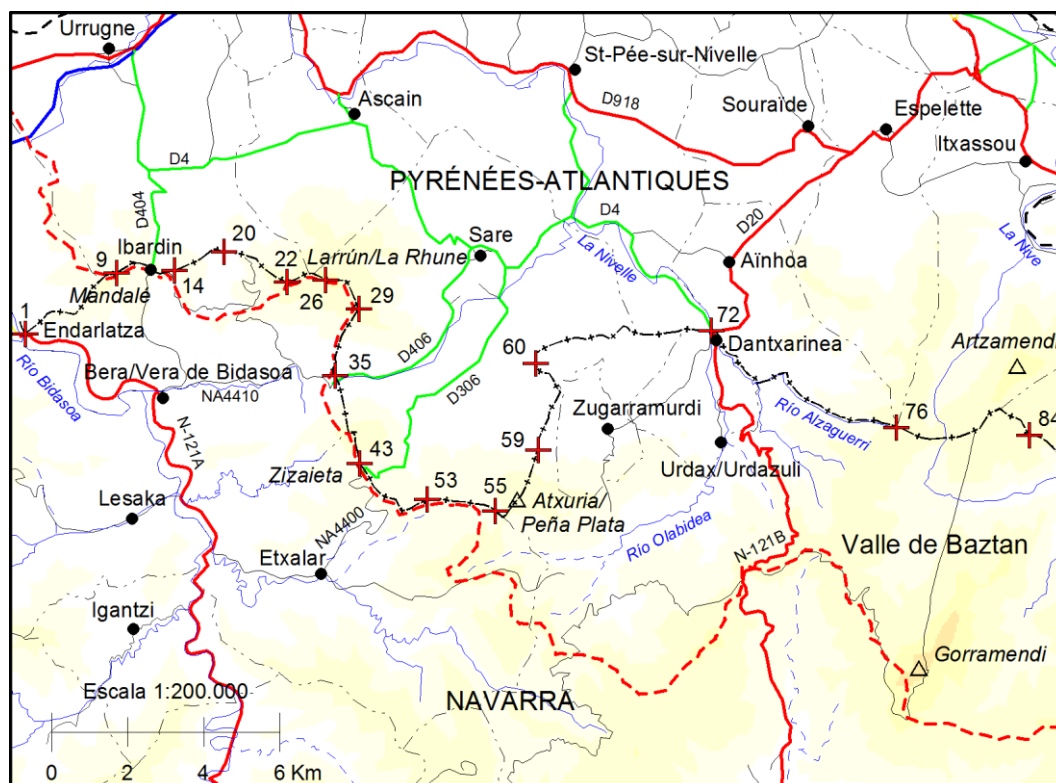 Urrugne
St-Pée-sur-Nivelle
Ascain
D918
Souraïde
Espelette
Itxassou
D4
PYRÉNÉES-ATLANTIQUES
D404
D4
D20
20
Sare
La Nivelle
La Nive
Ibardin
9
22
Larrún/La Rhune
Aïnhoa
Mandale
14
26
29
1
Endarlatza
72
Dantxarinea
D406
60
Artzamendi
Río Bidasoa
Bera/Vera de Bidasoa
35
NA4410
D306
Zugarramurdi
Río Alzaguerri
76
84
N-121A
59
Urdax/Urdazuli
43
Zizaieta
53
55
Atxuria/
Peña Plata
Lesaka
NA4400
Río Olabidea
N-121B
Valle de Baztan
Etxalar
Igantzi
Gorramendi
Escala 1:200.000
NAVARRA
0 2 4 6 Km